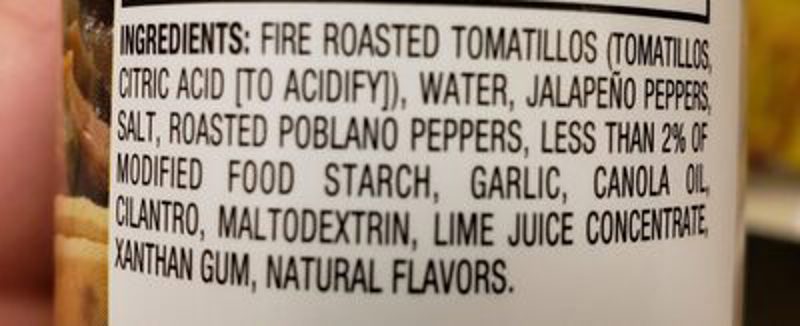 INGREDIENTS: FIRE ROASTED TOMATILLOS (TOMATILLOS,
CITRIC ACID [TO ACIDIFY]), WATER, JALAPEÑO PEPPERS,
SALT, ROASTED POBLANO PEPPERS, LESS THAN 2% OF
MODIFIED FOOD STARCH, GARLIC, CANOLA OIL,
CILANTRO, MALTODEXTRIN, LIME JUICE CONCENTRATE,
XANTHAN GUM, NATURAL FLAVORS.